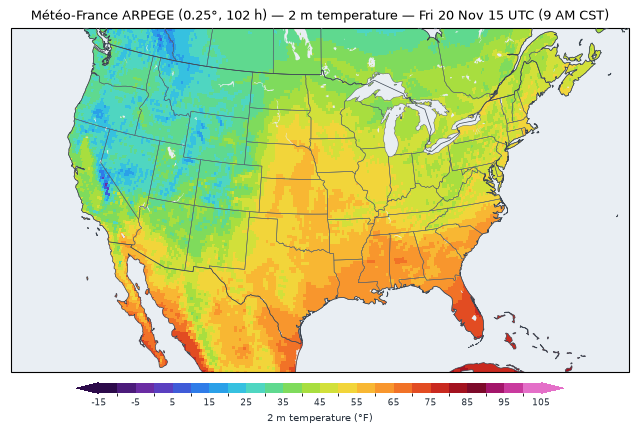 Météo-France ARPEGE (0.25°, 102 h) — 2 m temperature — Fri 20 Nov 15 UTC (9 AM CST)
-15 -5 5 15 25 35 45 55 65 75 85 95 105
2 m temperature (°F)